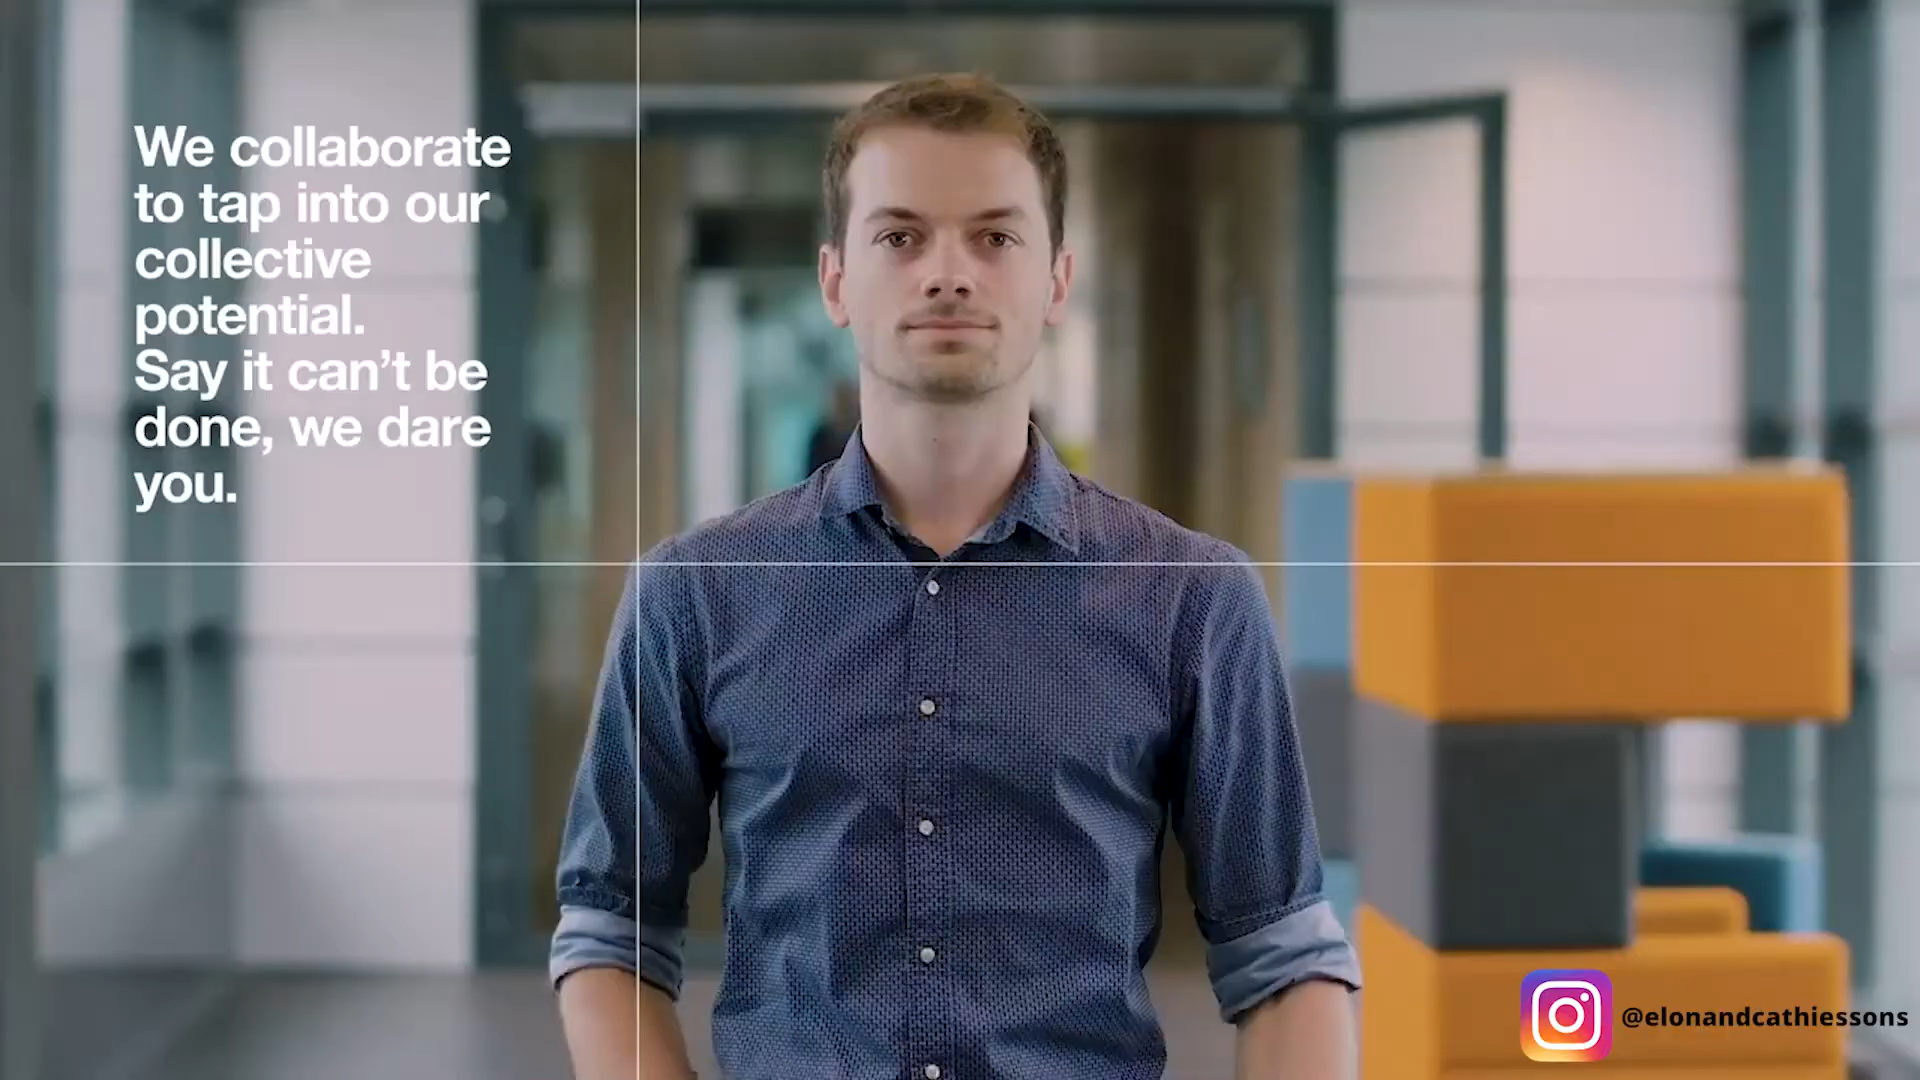 We collaborate
to tap into our
collective
potential.
Say it can’t be
done, we dare
you.
@elonandcathiessons